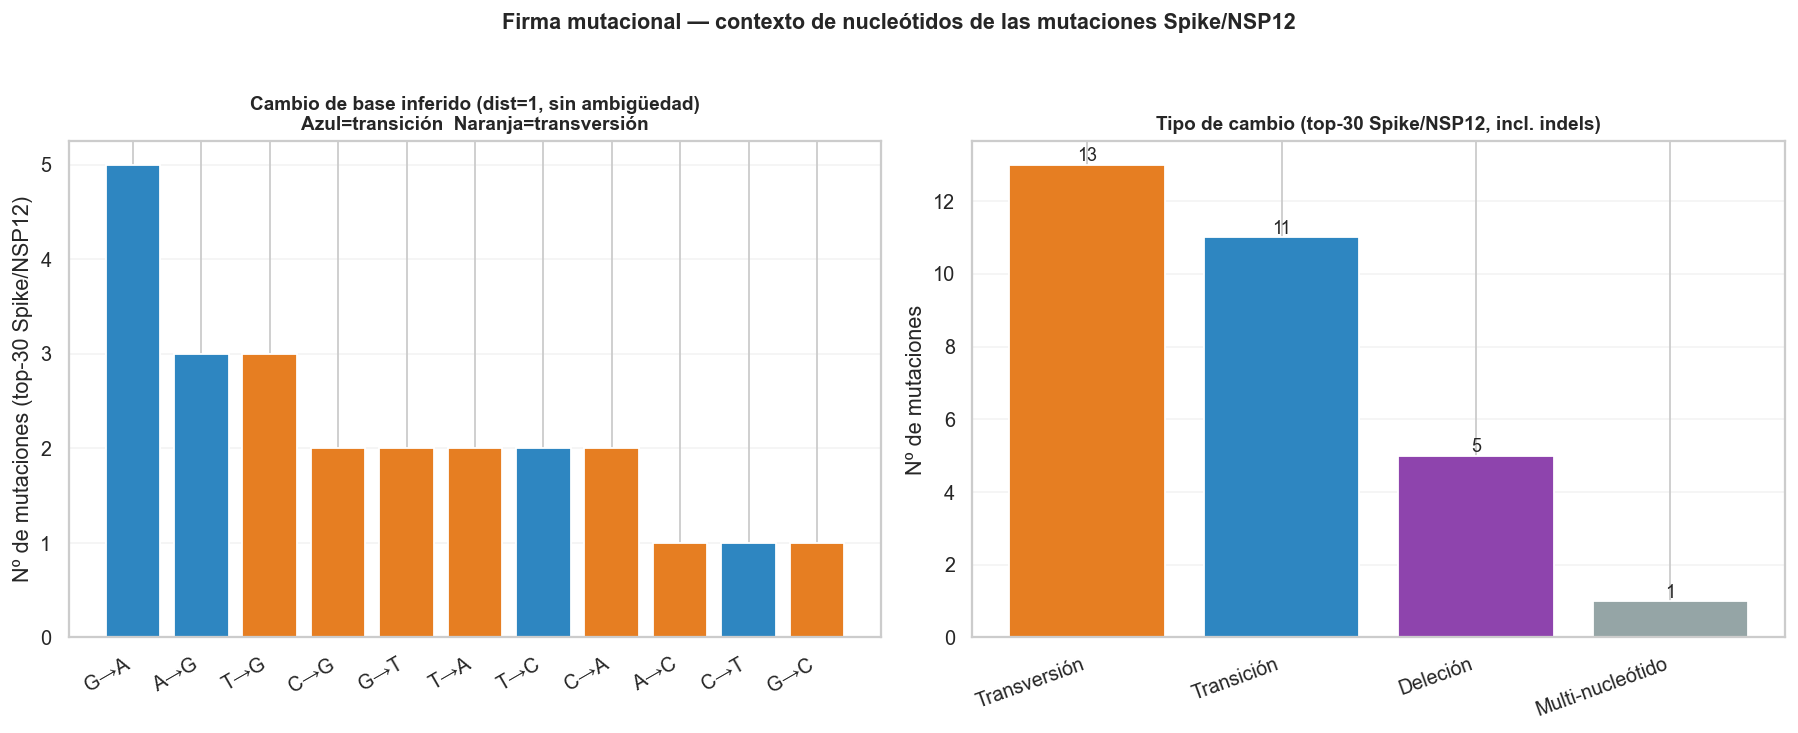 Firma mutacional — contexto de nucleótidos de las mutaciones Spike/NSP12
Cambio de base inferido (dist=1, sin ambigüedad)
Azul=transición  Naranja=transversión
Nº de mutaciones (top-30 Spike/NSP12)
5
4
3
2
1
0
G→A
A→G
T→G
C→G
G→T
T→A
T→C
C→A
A→C
C→T
G→C
Tipo de cambio (top-30 Spike/NSP12, incl. indels)
Nº de mutaciones
12
10
8
6
4
2
0
13
11
5
1
Transversión
Transición
Deleción
Multi-nucleótido